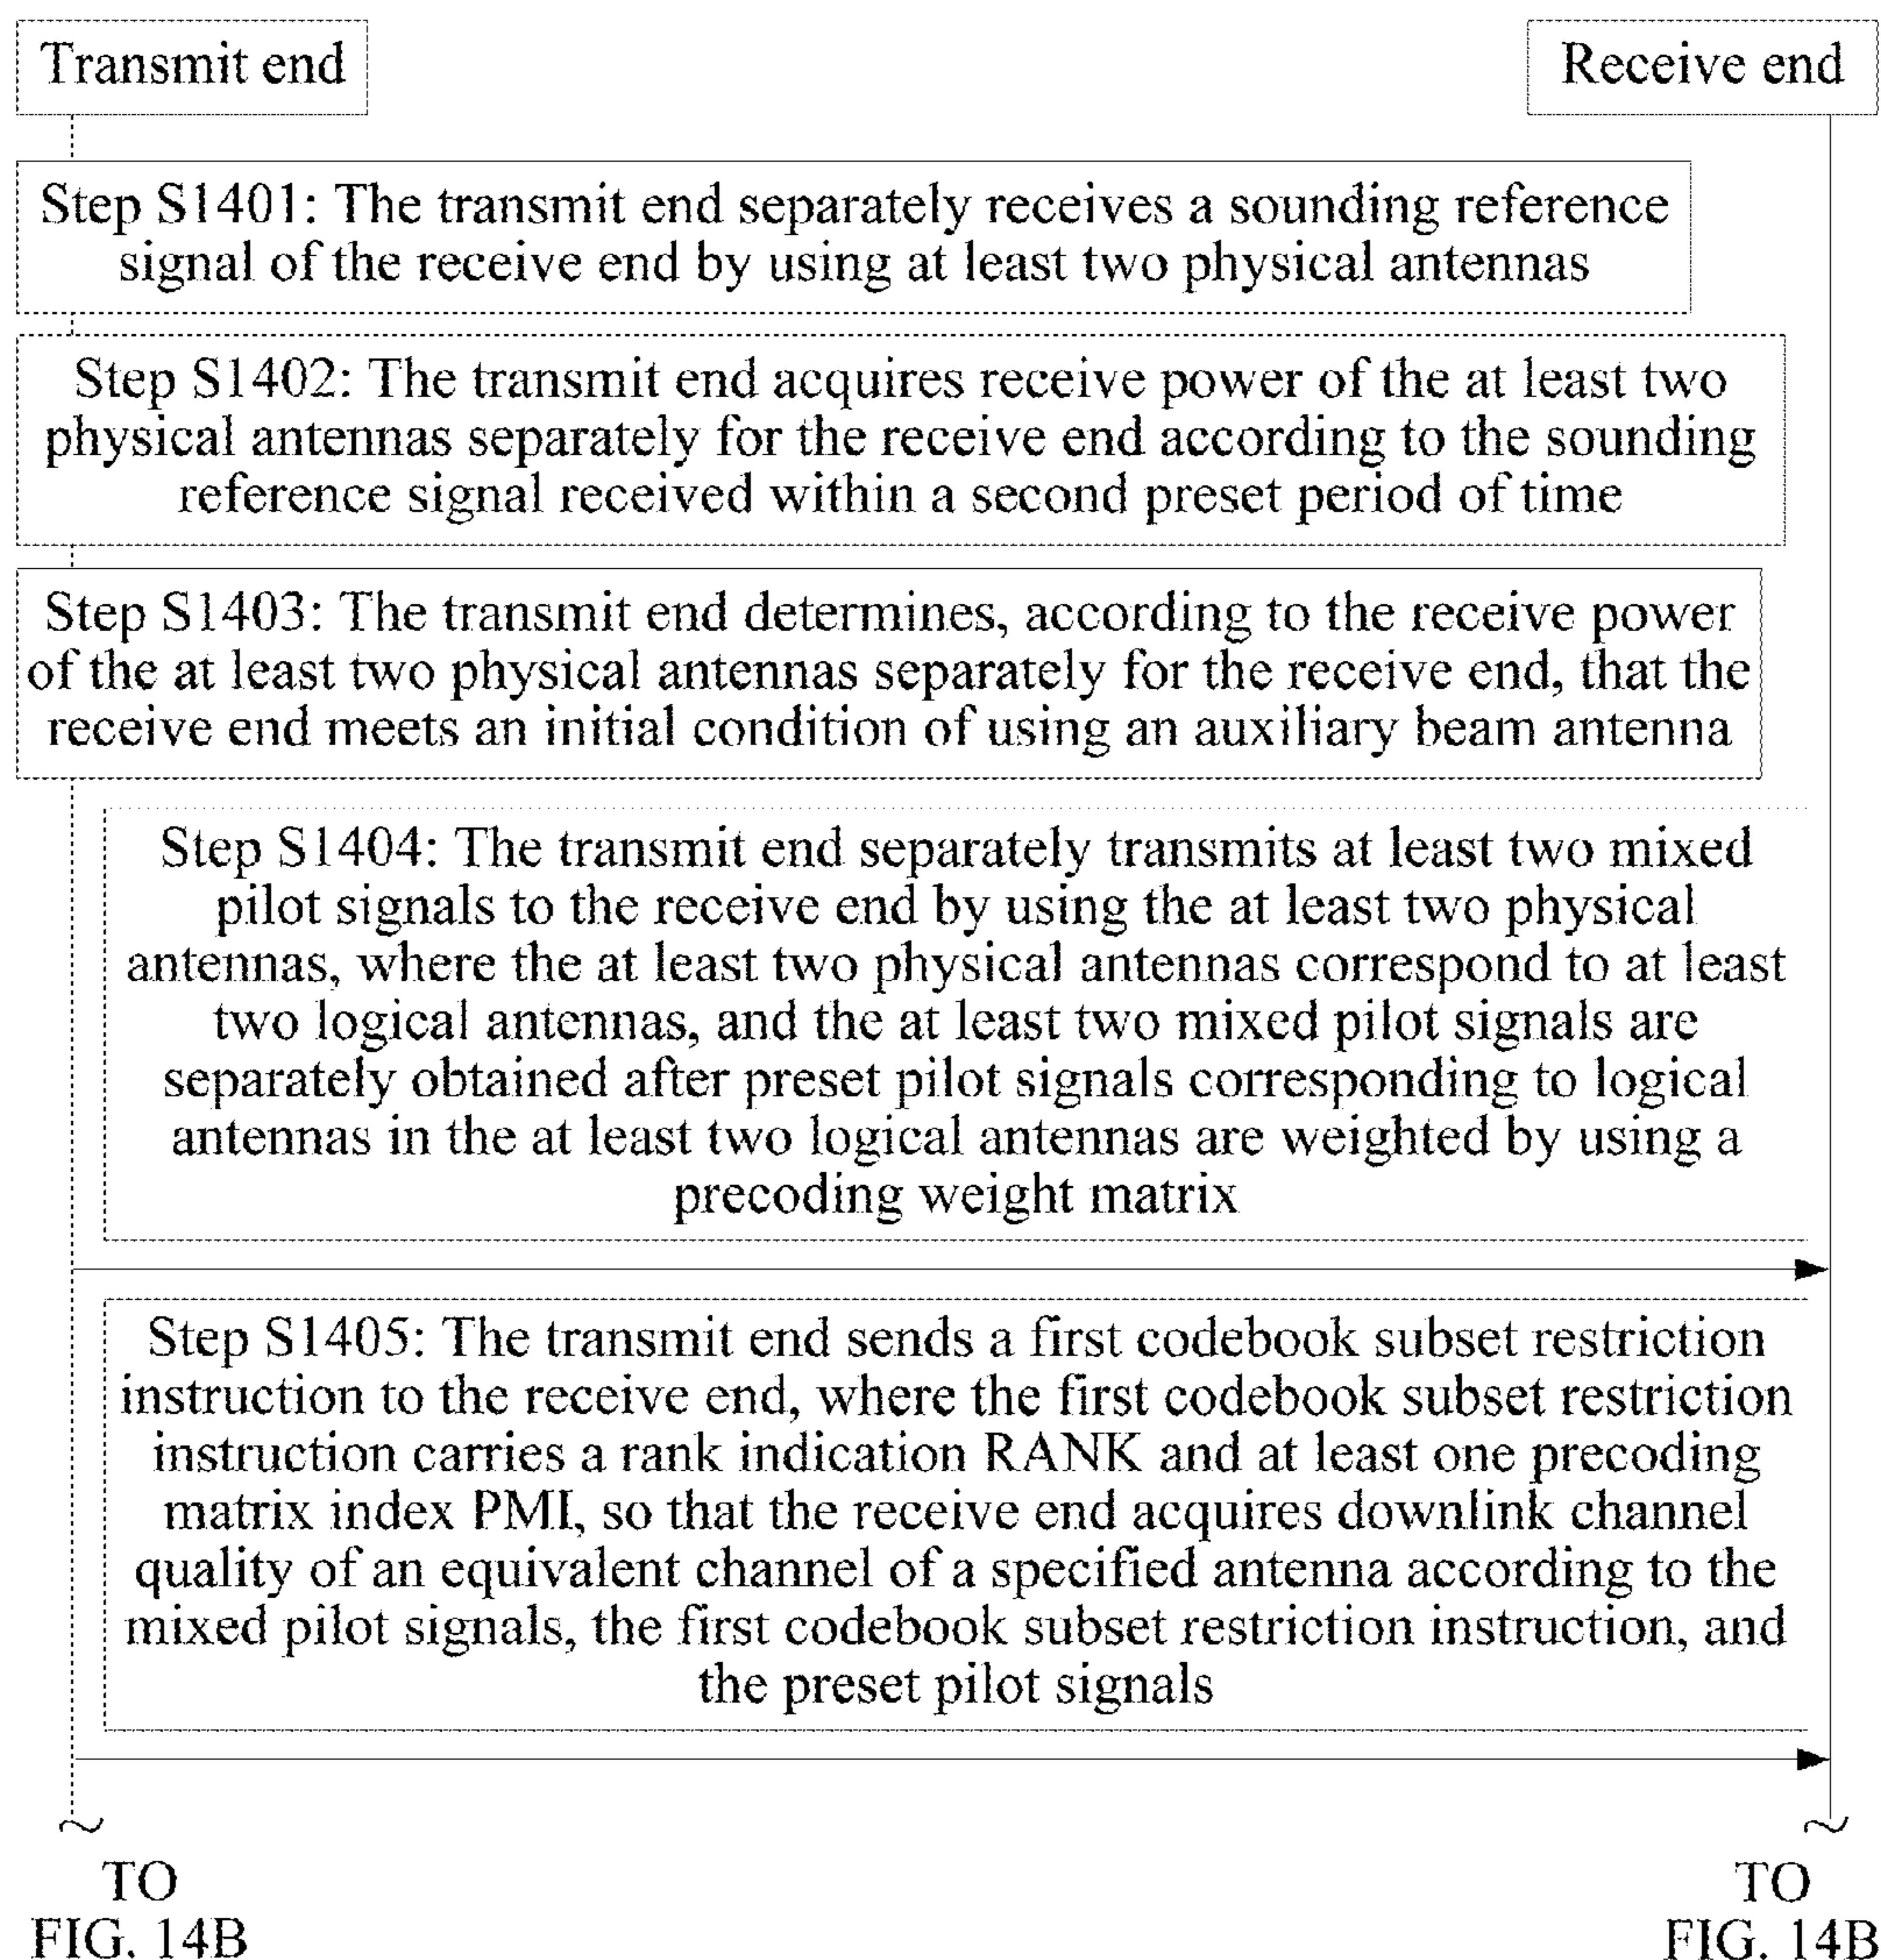 Transmit end
Receive end
Step S1401: The transmit end separately receives a sounding reference
signal of the receive end by using at least two physical antennas
Step S1402: The transmit end acquires receive power of the at least two
physical antennas separately for the receive end according to the sounding
reference signal received within a second preset period of time
Step S1403: The transmit end determines, according to the receive power
of the at least two physical antennas separately for the receive end, that the
receive end meets an initial condition of using an auxiliary beam antenna
Step S1404: The transmit end separately transmits at least two mixed
pilot signals to the receive end by using the at least two physical
antennas, where the at least two physical antennas correspond to at least
two logical antennas, and the at least two mixed pilot signals are
separately obtained after preset pilot signals corresponding to logical
antennas in the at least two logical antennas are weighted by using a
precoding weight matrix
Step S1405: The transmit end sends a first codebook subset restriction
instruction to the receive end, where the first codebook subset restriction
instruction carries a rank indication RANK and at least one precoding
matrix index PMI, so that the receive end acquires downlink channel
quality of an equivalent channel of a specified antenna according to the
mixed pilot signals, the first codebook subset restriction instruction, and
the preset pilot signals
TO
FIG. 14B
TO
FIG. 14B